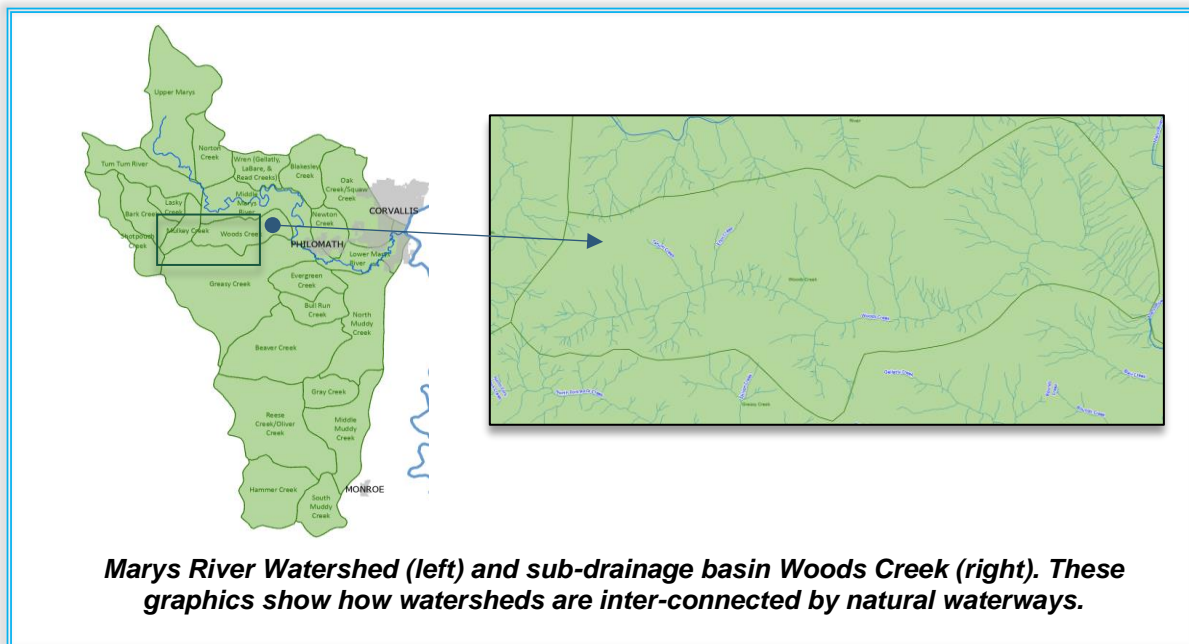 Upper Marys
Norton
Creek
Tum Tum River
Wren (Gellatly,
LaBare, &
Read Creeks)
Blakesley
Creek
Oak
Creek/Squaw
Creek
Lasky
Creek
Middle
Marys
River
Bark Creek
Newton
Creek
CORVALLIS
Mulkey Creek
Woods Creek
Shotpouch
Creek
PHILOMATH
Lower Marys
River
Greasy Creek
Evergreen
Creek
Bull Run
Creek
North
Muddy
Creek
Beaver Creek
Gray Creek
Reese
Creek/Oliver
Creek
Middle
Muddy
Creek
Hammer Creek
South
Muddy
Creek
MONROE
River
Woods Creek
Woods Creek
Greasy Creek
Marys River Watershed (left) and sub-drainage basin Woods Creek (right). These
graphics show how watersheds are inter-connected by natural waterways.